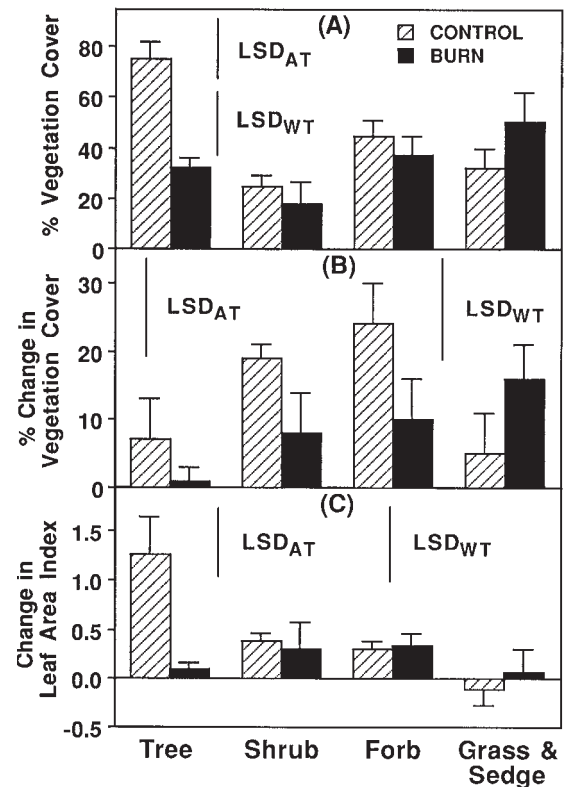 (A)
CONTROL
BURN
% Vegetation Cover
80
60
40
20
0
LSDAT
LSDWT
(B)
% Change in
Vegetation Cover
30
20
10
0
LSDAT
LSDWT
(C)
Change in
Leaf Area Index
1.5
1.0
0.5
0.0
-0.5
LSDAT
LSDWT
Tree
Shrub
Forb
Grass &
Sedge